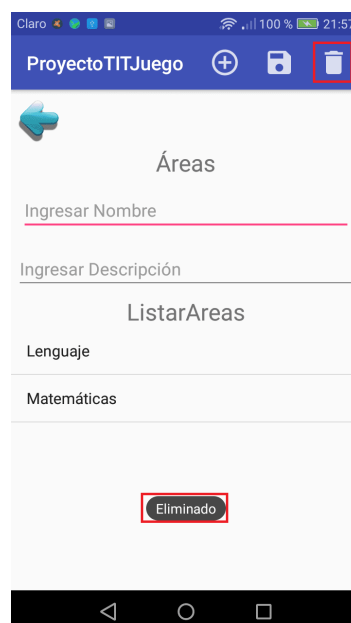 Claro 100 % 21:57
ProyectoTITJuego
Áreas
Ingresar Nombre
Ingresar Descripción
ListarAreas
Lenguaje
Matemáticas
Eliminado